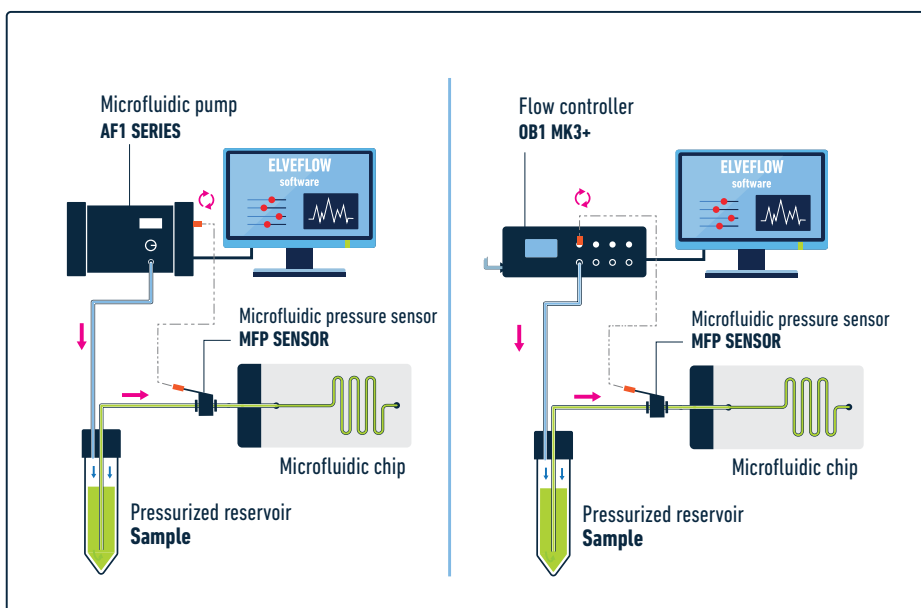 Microfluidic pump
AF1 SERIES
ELVEFLOW
software
Microfluidic pressure sensor
MFP SENSOR
Microfluidic chip
Pressurized reservoir
Sample
Flow controller
OB1 MK3+
ELVEFLOW
software
Microfluidic pressure sensor
MFP SENSOR
Microfluidic chip
Pressurized reservoir
Sample